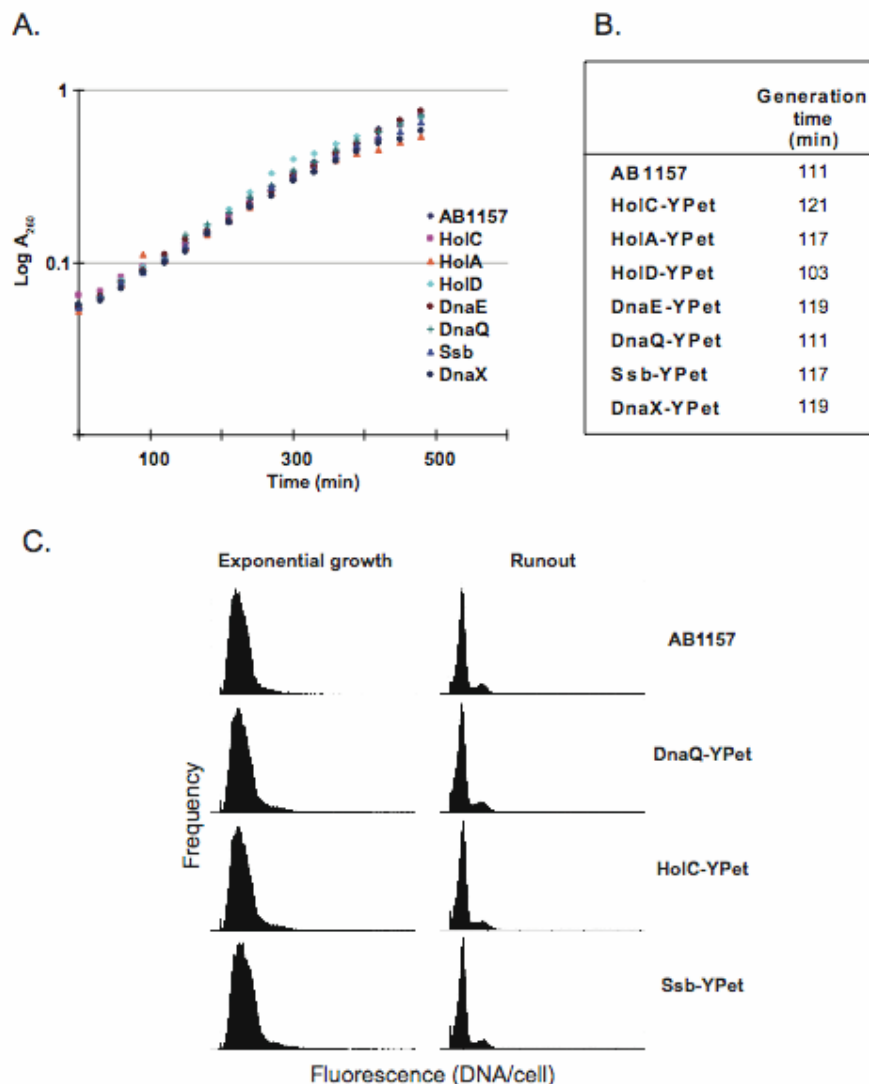 A.
1
0.1
Log A260
AB1157
HolC
HolA
HolD
DnaE
DnaQ
Ssb
DnaX
100 300 500
Time (min)
B.
Generation
time
(min)
AB1157 111
HolC-YPet 121
HolA-YPet 117
HolD-YPet 103
DnaE-YPet 119
DnaQ-YPet 111
Ssb-YPet 117
DnaX-YPet 119
C.
Exponential growth Runout
AB1157
DnaQ-YPet
HolC-YPet
Ssb-YPet
Frequency
Fluorescence (DNA/cell)